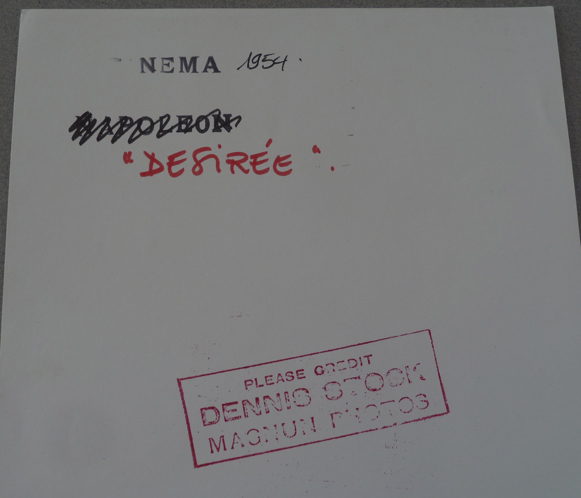 NEMA 1954.
NAPOLEON
"DESIRÉE".
PLEASE CREDIT
DENNIS STOCK
MAGNUM PHOTOS